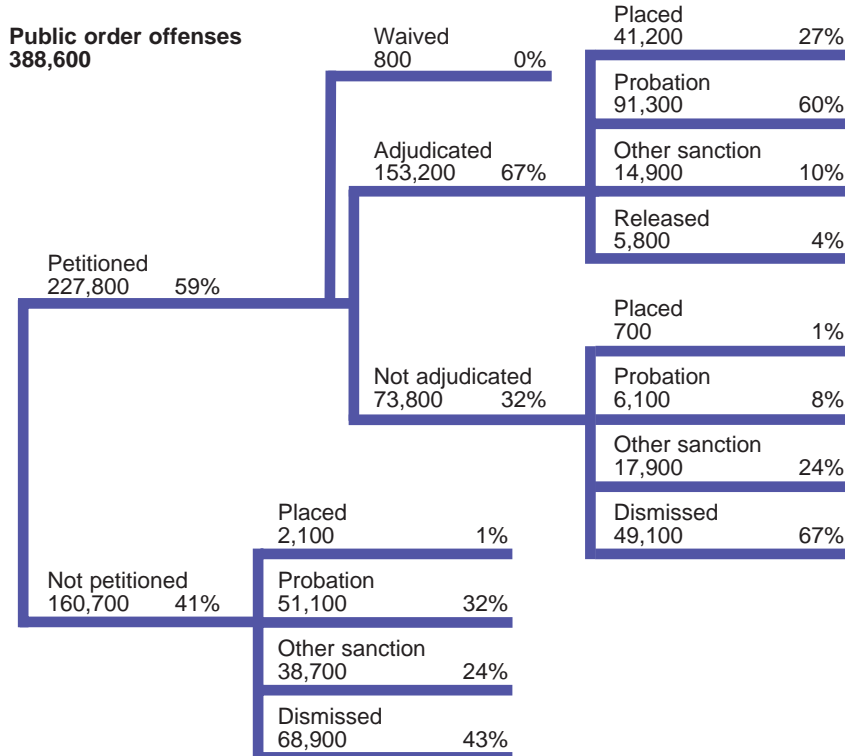 Public order offenses
388,600
Waived
800 0%
Adjudicated
153,200 67%
Placed
41,200 27%
Probation
91,300 60%
Other sanction
14,900 10%
Released
5,800 4%
Petitioned
227,800 59%
Not adjudicated
73,800 32%
Placed
700 1%
Probation
6,100 8%
Other sanction
17,900 24%
Dismissed
49,100 67%
Not petitioned
160,700 41%
Placed
2,100 1%
Probation
51,100 32%
Other sanction
38,700 24%
Dismissed
68,900 43%